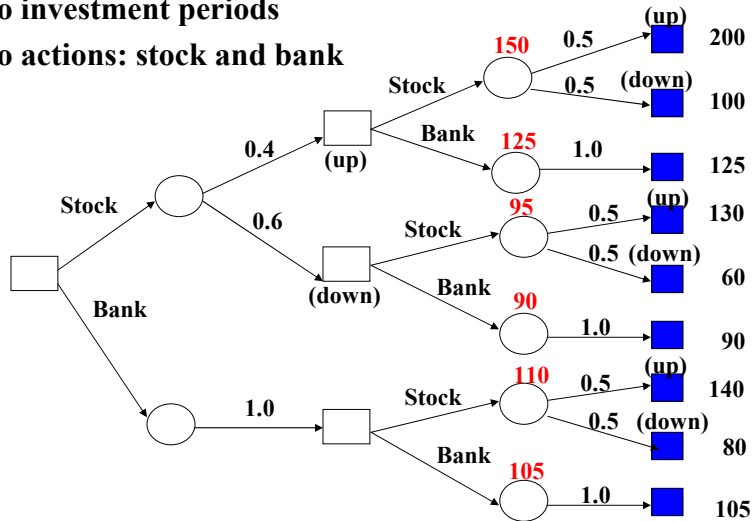 o investment periods
o actions: stock and bank
(up)
150
0.5
200
Stock
0.5
(down)
100
0.4
(up)
Bank
125
1.0
125
Stock
0.6
95
0.5
(up)
130
Stock
0.5
(down)
60
(down)
Bank
90
1.0
90
Bank
110
0.5
(up)
140
Stock
0.5
(down)
80
1.0
Bank
105
1.0
105